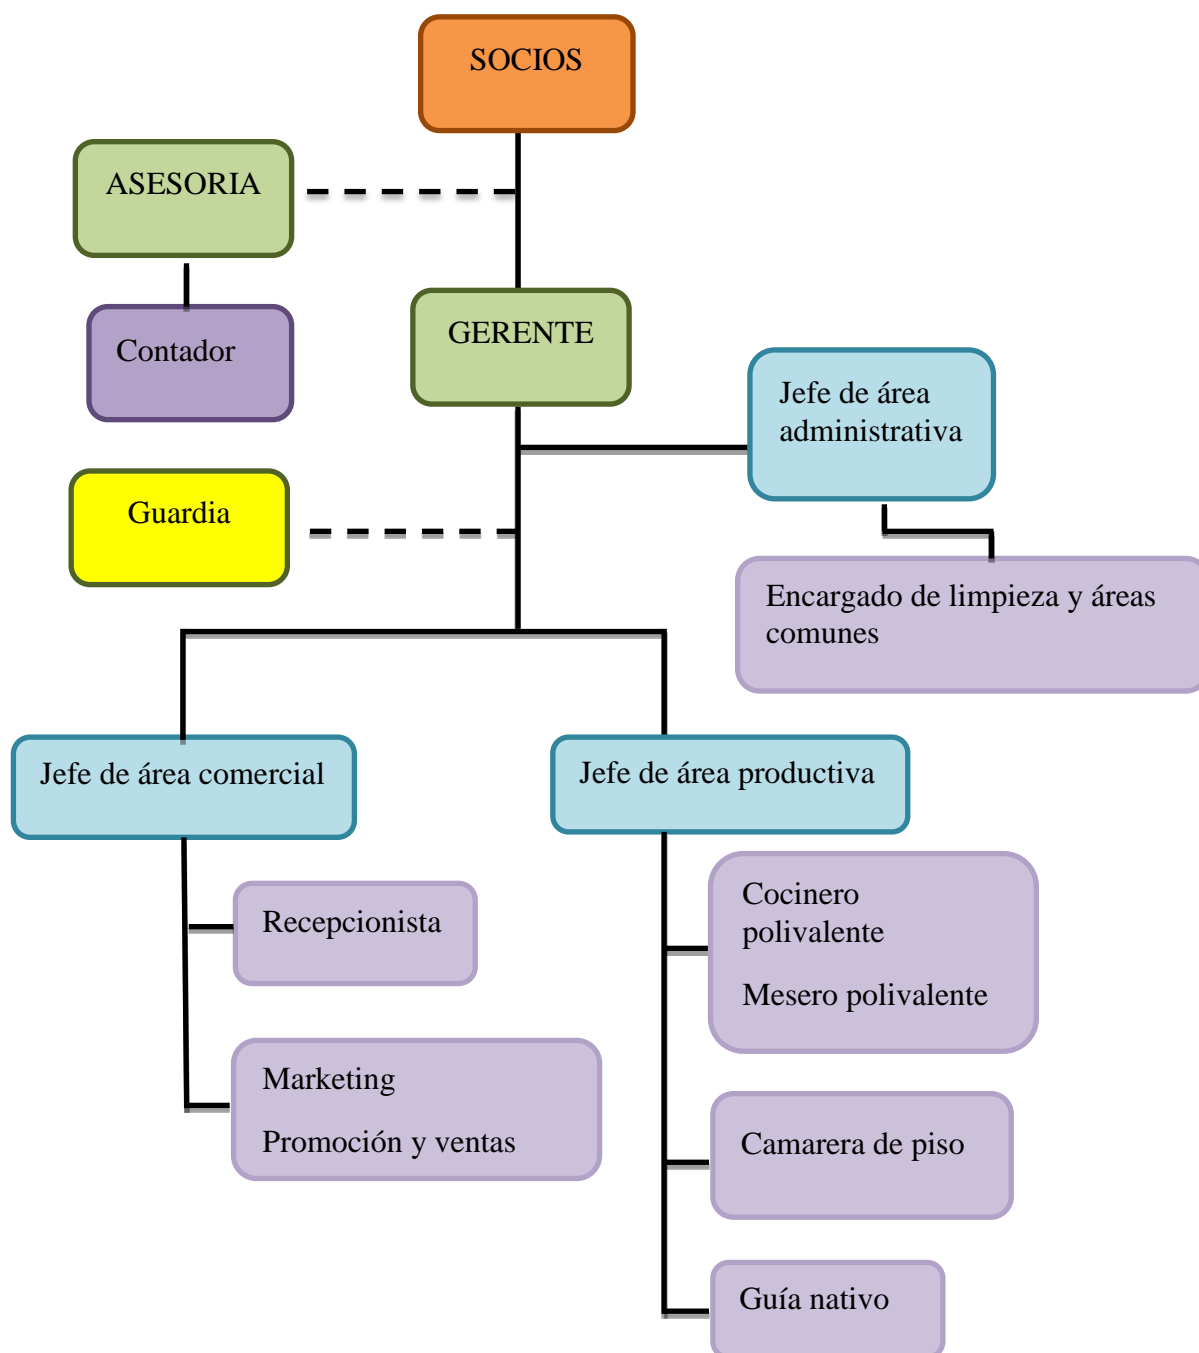 SOCIOS
ASESORIA
Contador
GERENTE
Jefe de área
administrativa
Guardia
Encargado de limpieza y áreas
comunes
Jefe de área comercial
Jefe de área productiva
Recepcionista
Marketing
Promoción y ventas
Cocinero
polivalente
Mesero polivalente
Camarera de piso
Guía nativo